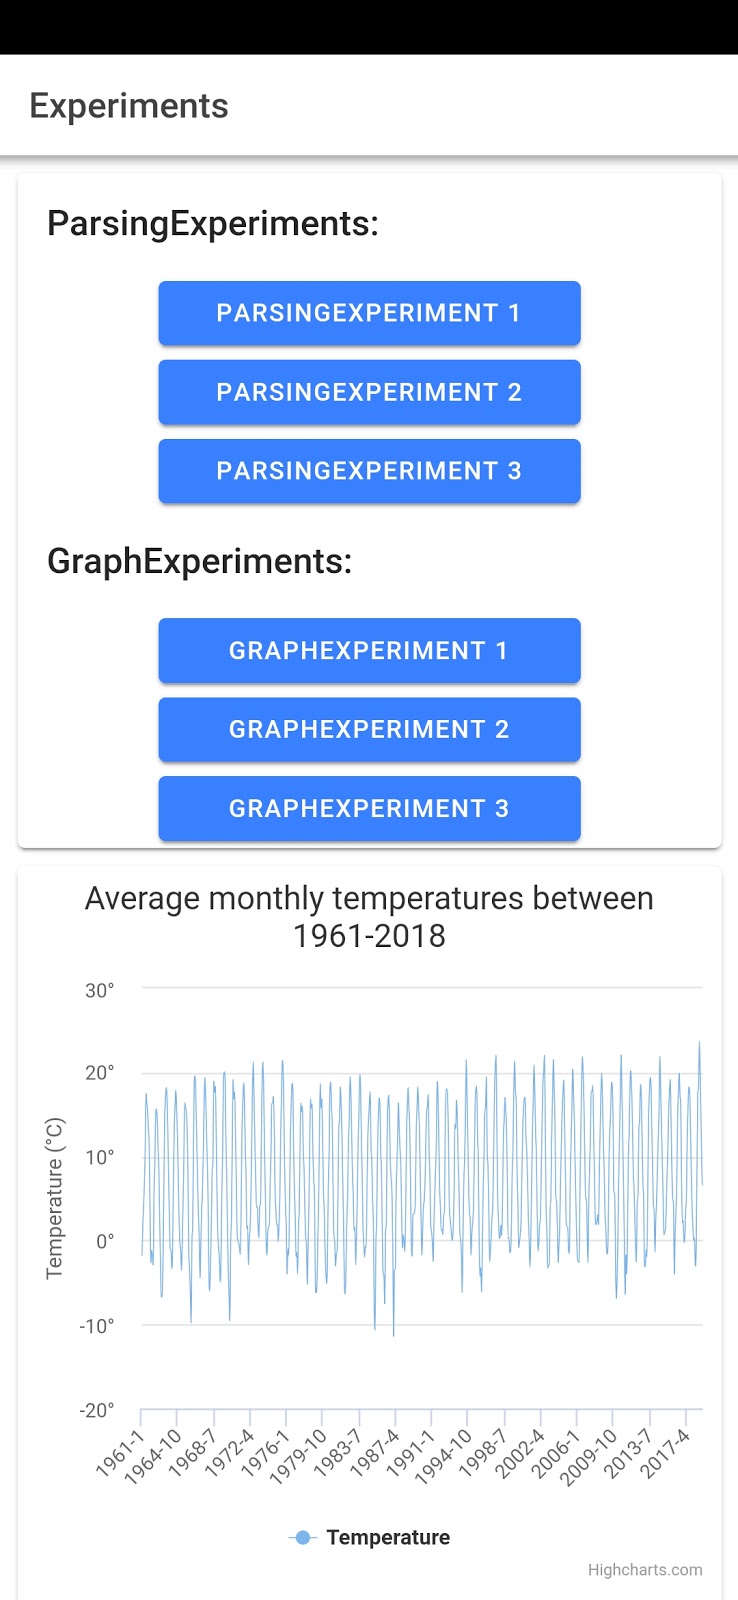 Experiments
ParsingExperiments:
PARSINGEXPERIMENT 1
PARSINGEXPERIMENT 2
PARSINGEXPERIMENT 3
GraphExperiments:
GRAPHEXPERIMENT 1
GRAPHEXPERIMENT 2
GRAPHEXPERIMENT 3
Average monthly temperatures between
1961-2018
Temperature (°C)
30°
20°
10°
0°
-10°
-20°
1961-1
1964-10
1968-7
1972-4
1976-1
1979-10
1983-7
1987-4
1991-1
1994-10
1998-7
2002-4
2006-1
2009-10
2013-7
2017-4
Temperature
Highcharts.com